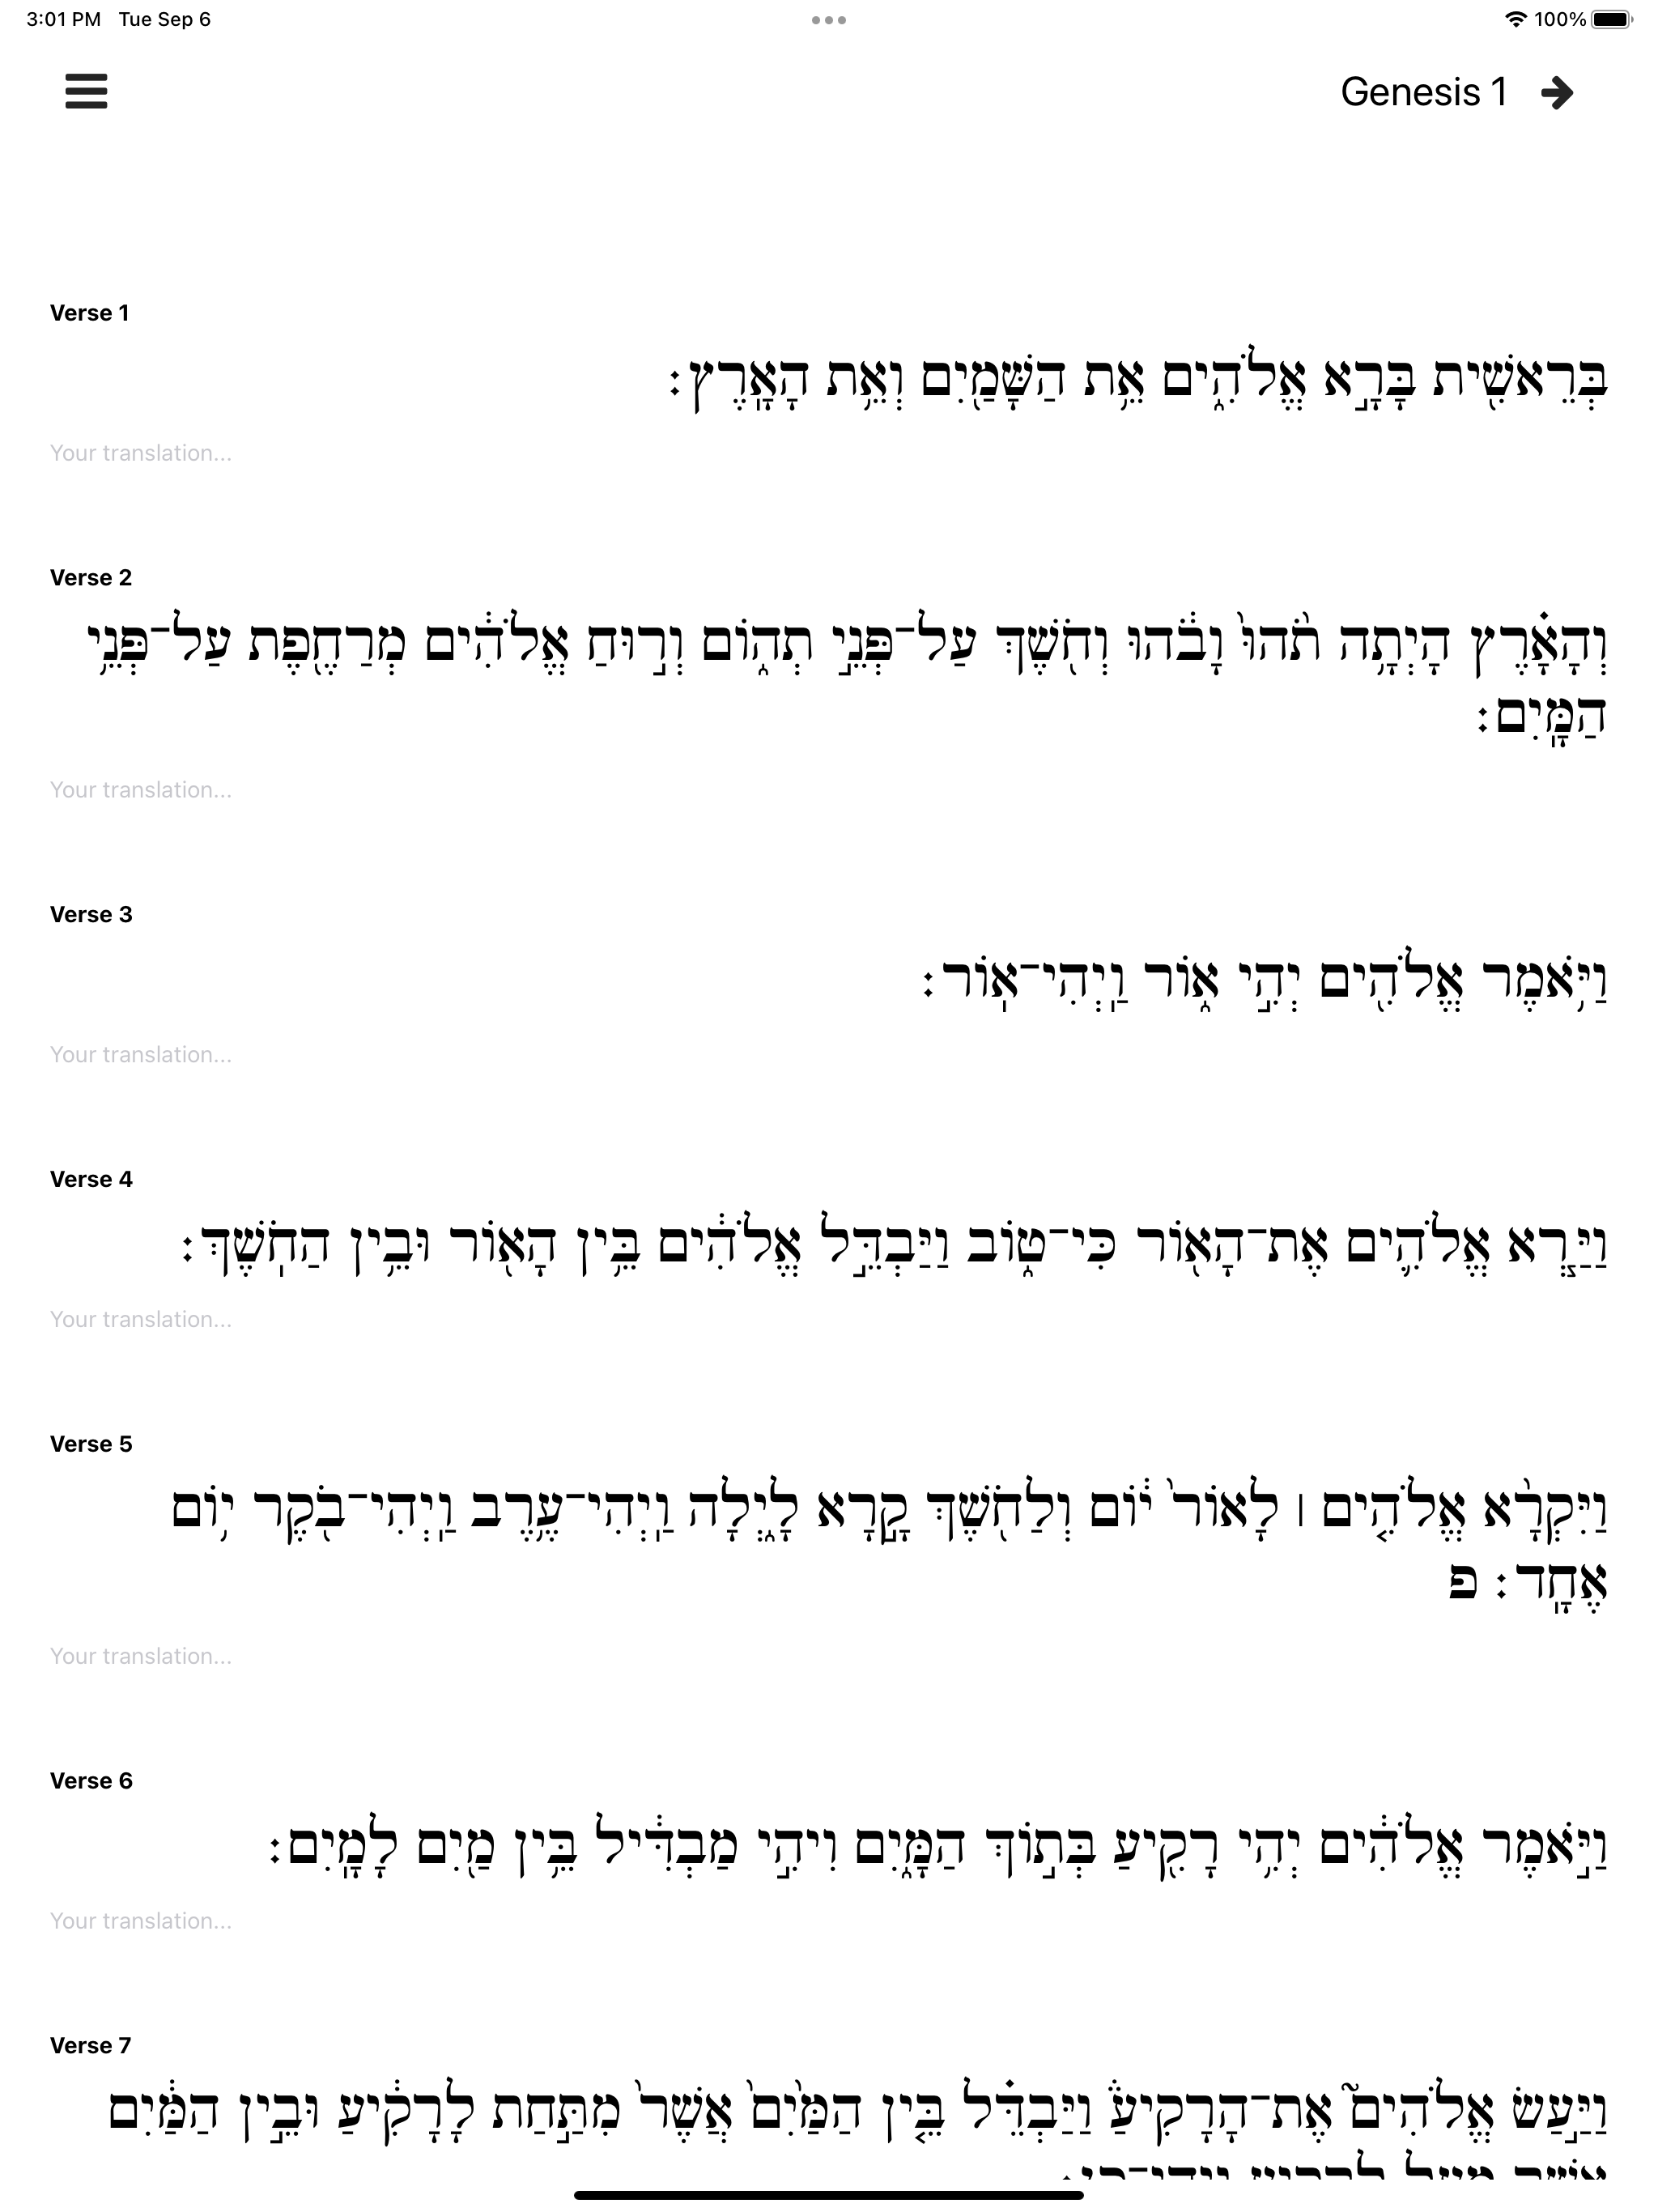 3:01 PM Tue Sep 6
100%
Genesis 1
Verse 1
בְּרֵאשִׁ֖ית בָּרָ֣א אֱלֹהִ֑ים אֵ֥ת הַשָּׁמַ֖יִם וְאֵ֥ת הָאָֽרֶץ׃
Your translation...
Verse 2
וְהָאָ֗רֶץ הָיְתָ֥ה תֹ֙הוּ֙ וָבֹ֔הוּ וְחֹ֖שֶׁךְ עַל־פְּנֵ֣י תְה֑וֹם וְר֣וּחַ אֱלֹהִ֔ים מְרַחֶ֖פֶת עַל־פְּנֵ֥י
הַמָּֽיִם׃
Your translation...
Verse 3
וַיֹּ֥אמֶר אֱלֹהִ֖ים יְהִ֣י א֑וֹר וַֽיְהִי־אֽוֹר׃
Your translation...
Verse 4
וַיַּ֧רְא אֱלֹהִ֛ים אֶת־הָא֖וֹר כִּי־ט֑וֹב וַיַּבְדֵּ֣ל אֱלֹהִ֔ים בֵּ֥ין הָא֖וֹר וּבֵ֥ין הַחֹֽשֶׁךְ׃
Your translation...
Verse 5
וַיִּקְרָ֨א אֱלֹהִ֤ים ׀ לָאוֹר֙ י֔וֹם וְלַחֹ֖שֶׁךְ קָ֣רָא לָ֑יְלָה וַֽיְהִי־עֶ֥רֶב וַֽיְהִי־בֹ֖קֶר י֥וֹם
אֶחָֽד׃ פ
Your translation...
Verse 6
וַיֹּ֣אמֶר אֱלֹהִ֔ים יְהִ֥י רָקִ֖יעַ בְּת֣וֹךְ הַמָּ֑יִם וִיהִ֣י מַבְדִּ֔יל בֵּ֥ין מַ֖יִם לָמָֽיִם׃
Your translation...
Verse 7
וַיַּ֣עַשׂ אֱלֹהִים֮ אֶת־הָרָקִיעַ֒ וַיַּבְדֵּ֗ל בֵּ֤ין הַמַּ֙יִם֙ אֲשֶׁר֙ מִתַּ֣חַת לָרָקִ֔יעַ וּבֵ֣ין הַמַּ֔יִם